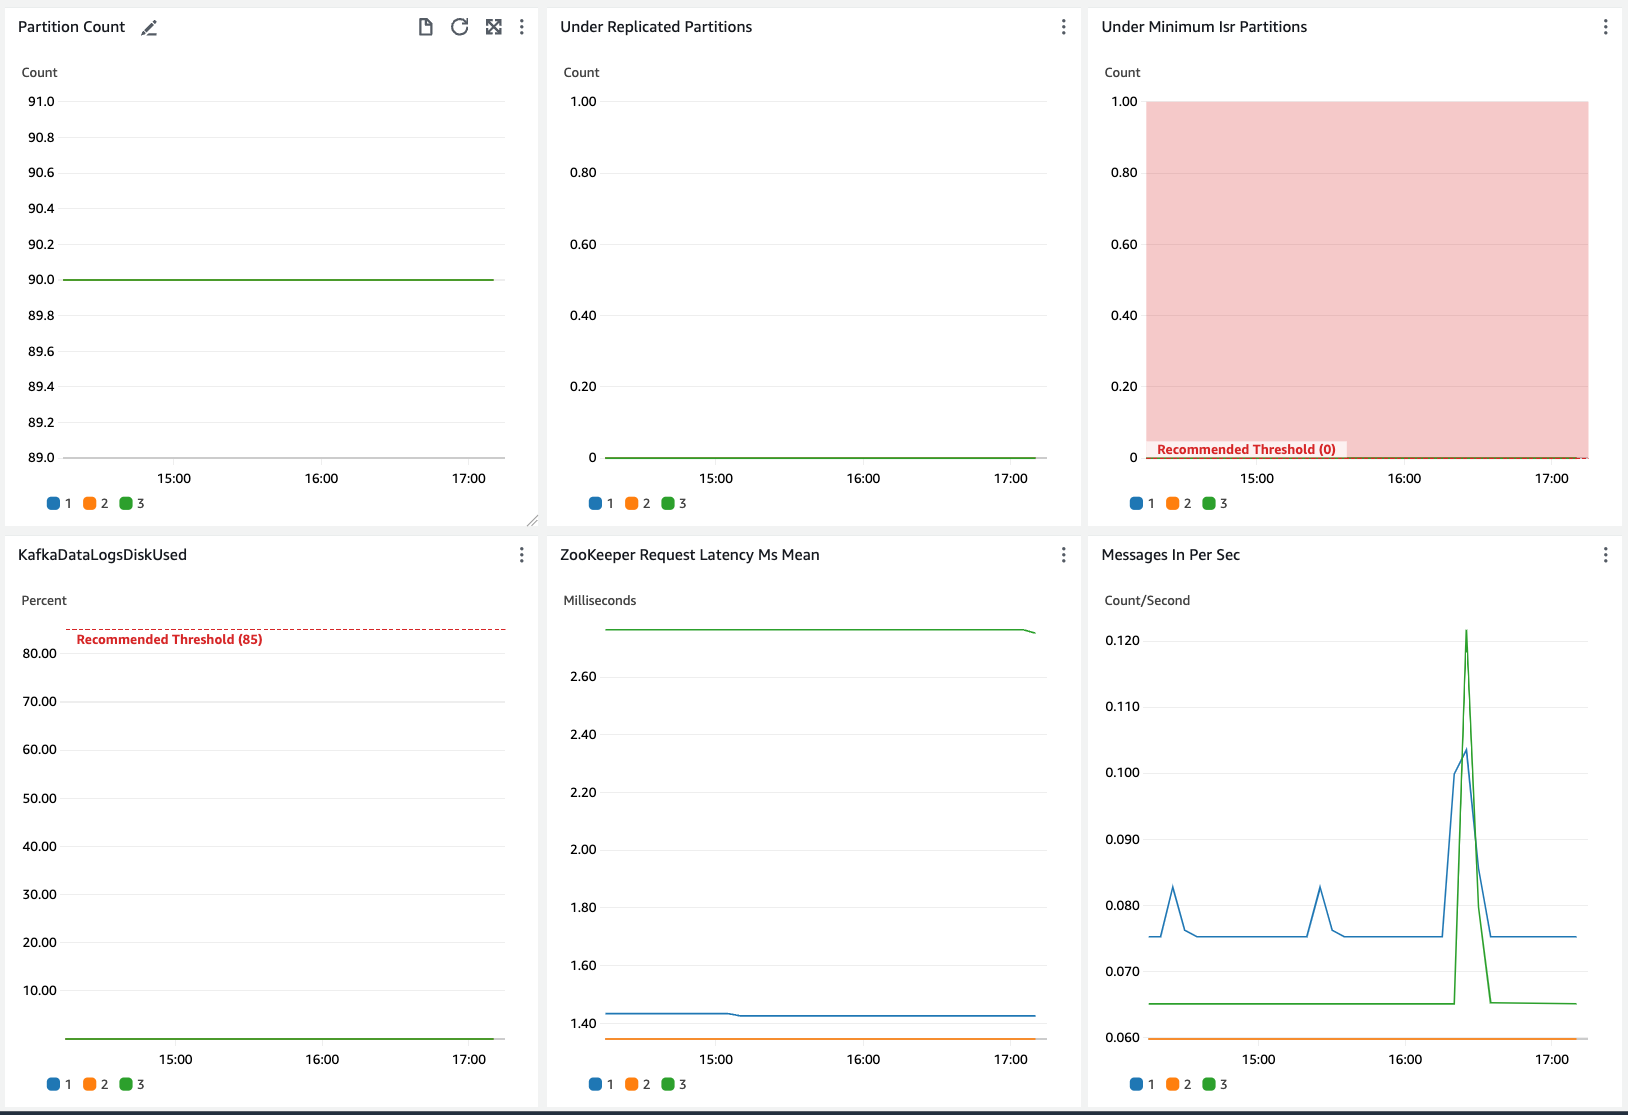 Partition Count
Count
91.0
90.8
90.6
90.4
90.2
90.0
89.8
89.6
89.4
89.2
89.0
15:00 16:00 17:00
1 2 3
Under Replicated Partitions
Count
1.00
0.80
0.60
0.40
0.20
0
15:00 16:00 17:00
1 2 3
Under Minimum Isr Partitions
Count
1.00
0.80
0.60
0.40
0.20
Recommended Threshold (0)
0
15:00 16:00 17:00
1 2 3
KafkaDataLogsDiskUsed
Percent
Recommended Threshold (85)
80.00
70.00
60.00
50.00
40.00
30.00
20.00
10.00
15:00 16:00 17:00
1 2 3
ZooKeeper Request Latency Ms Mean
Milliseconds
2.60
2.40
2.20
2.00
1.80
1.60
1.40
15:00 16:00 17:00
1 2 3
Messages In Per Sec
Count/Second
0.120
0.110
0.100
0.090
0.080
0.070
0.060
15:00 16:00 17:00
1 2 3